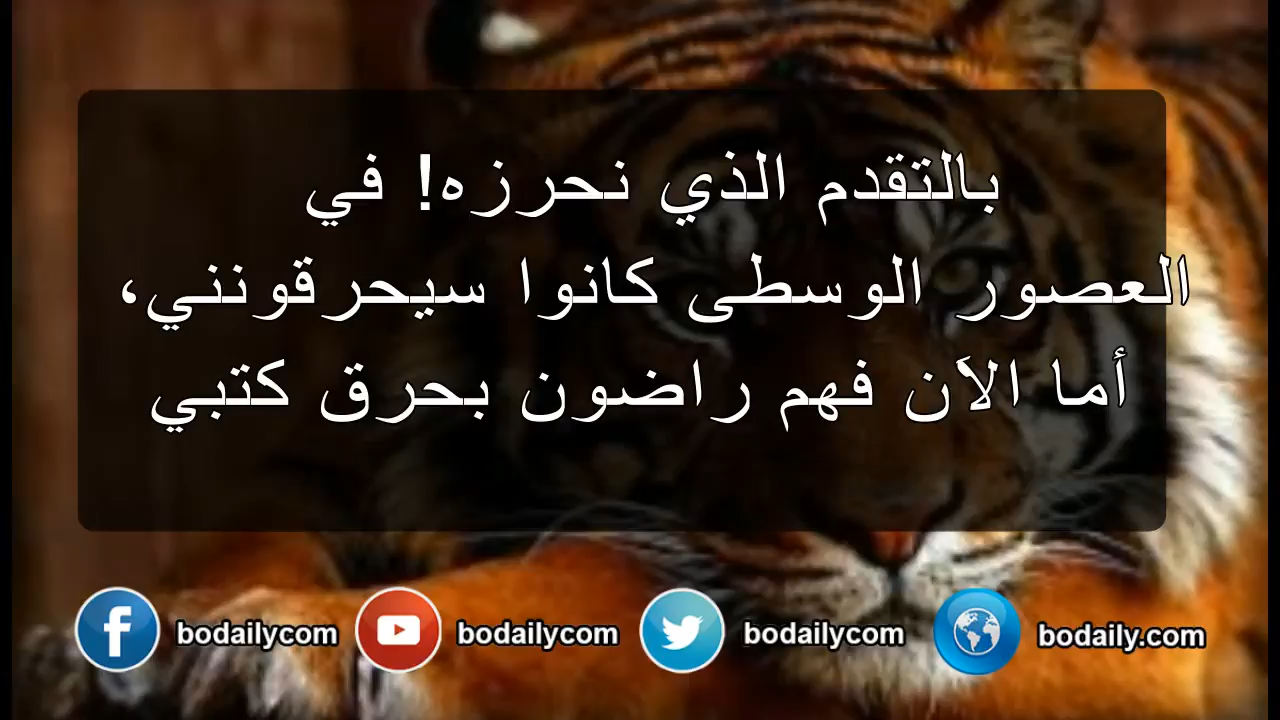 بالتقدم الذي نحرزه! في
العصور الوسطى كانوا سيحرقونني،
أما الآن فهم راضون بحرق كتبي
bodailycom bodailycom bodailycom bodaily.com